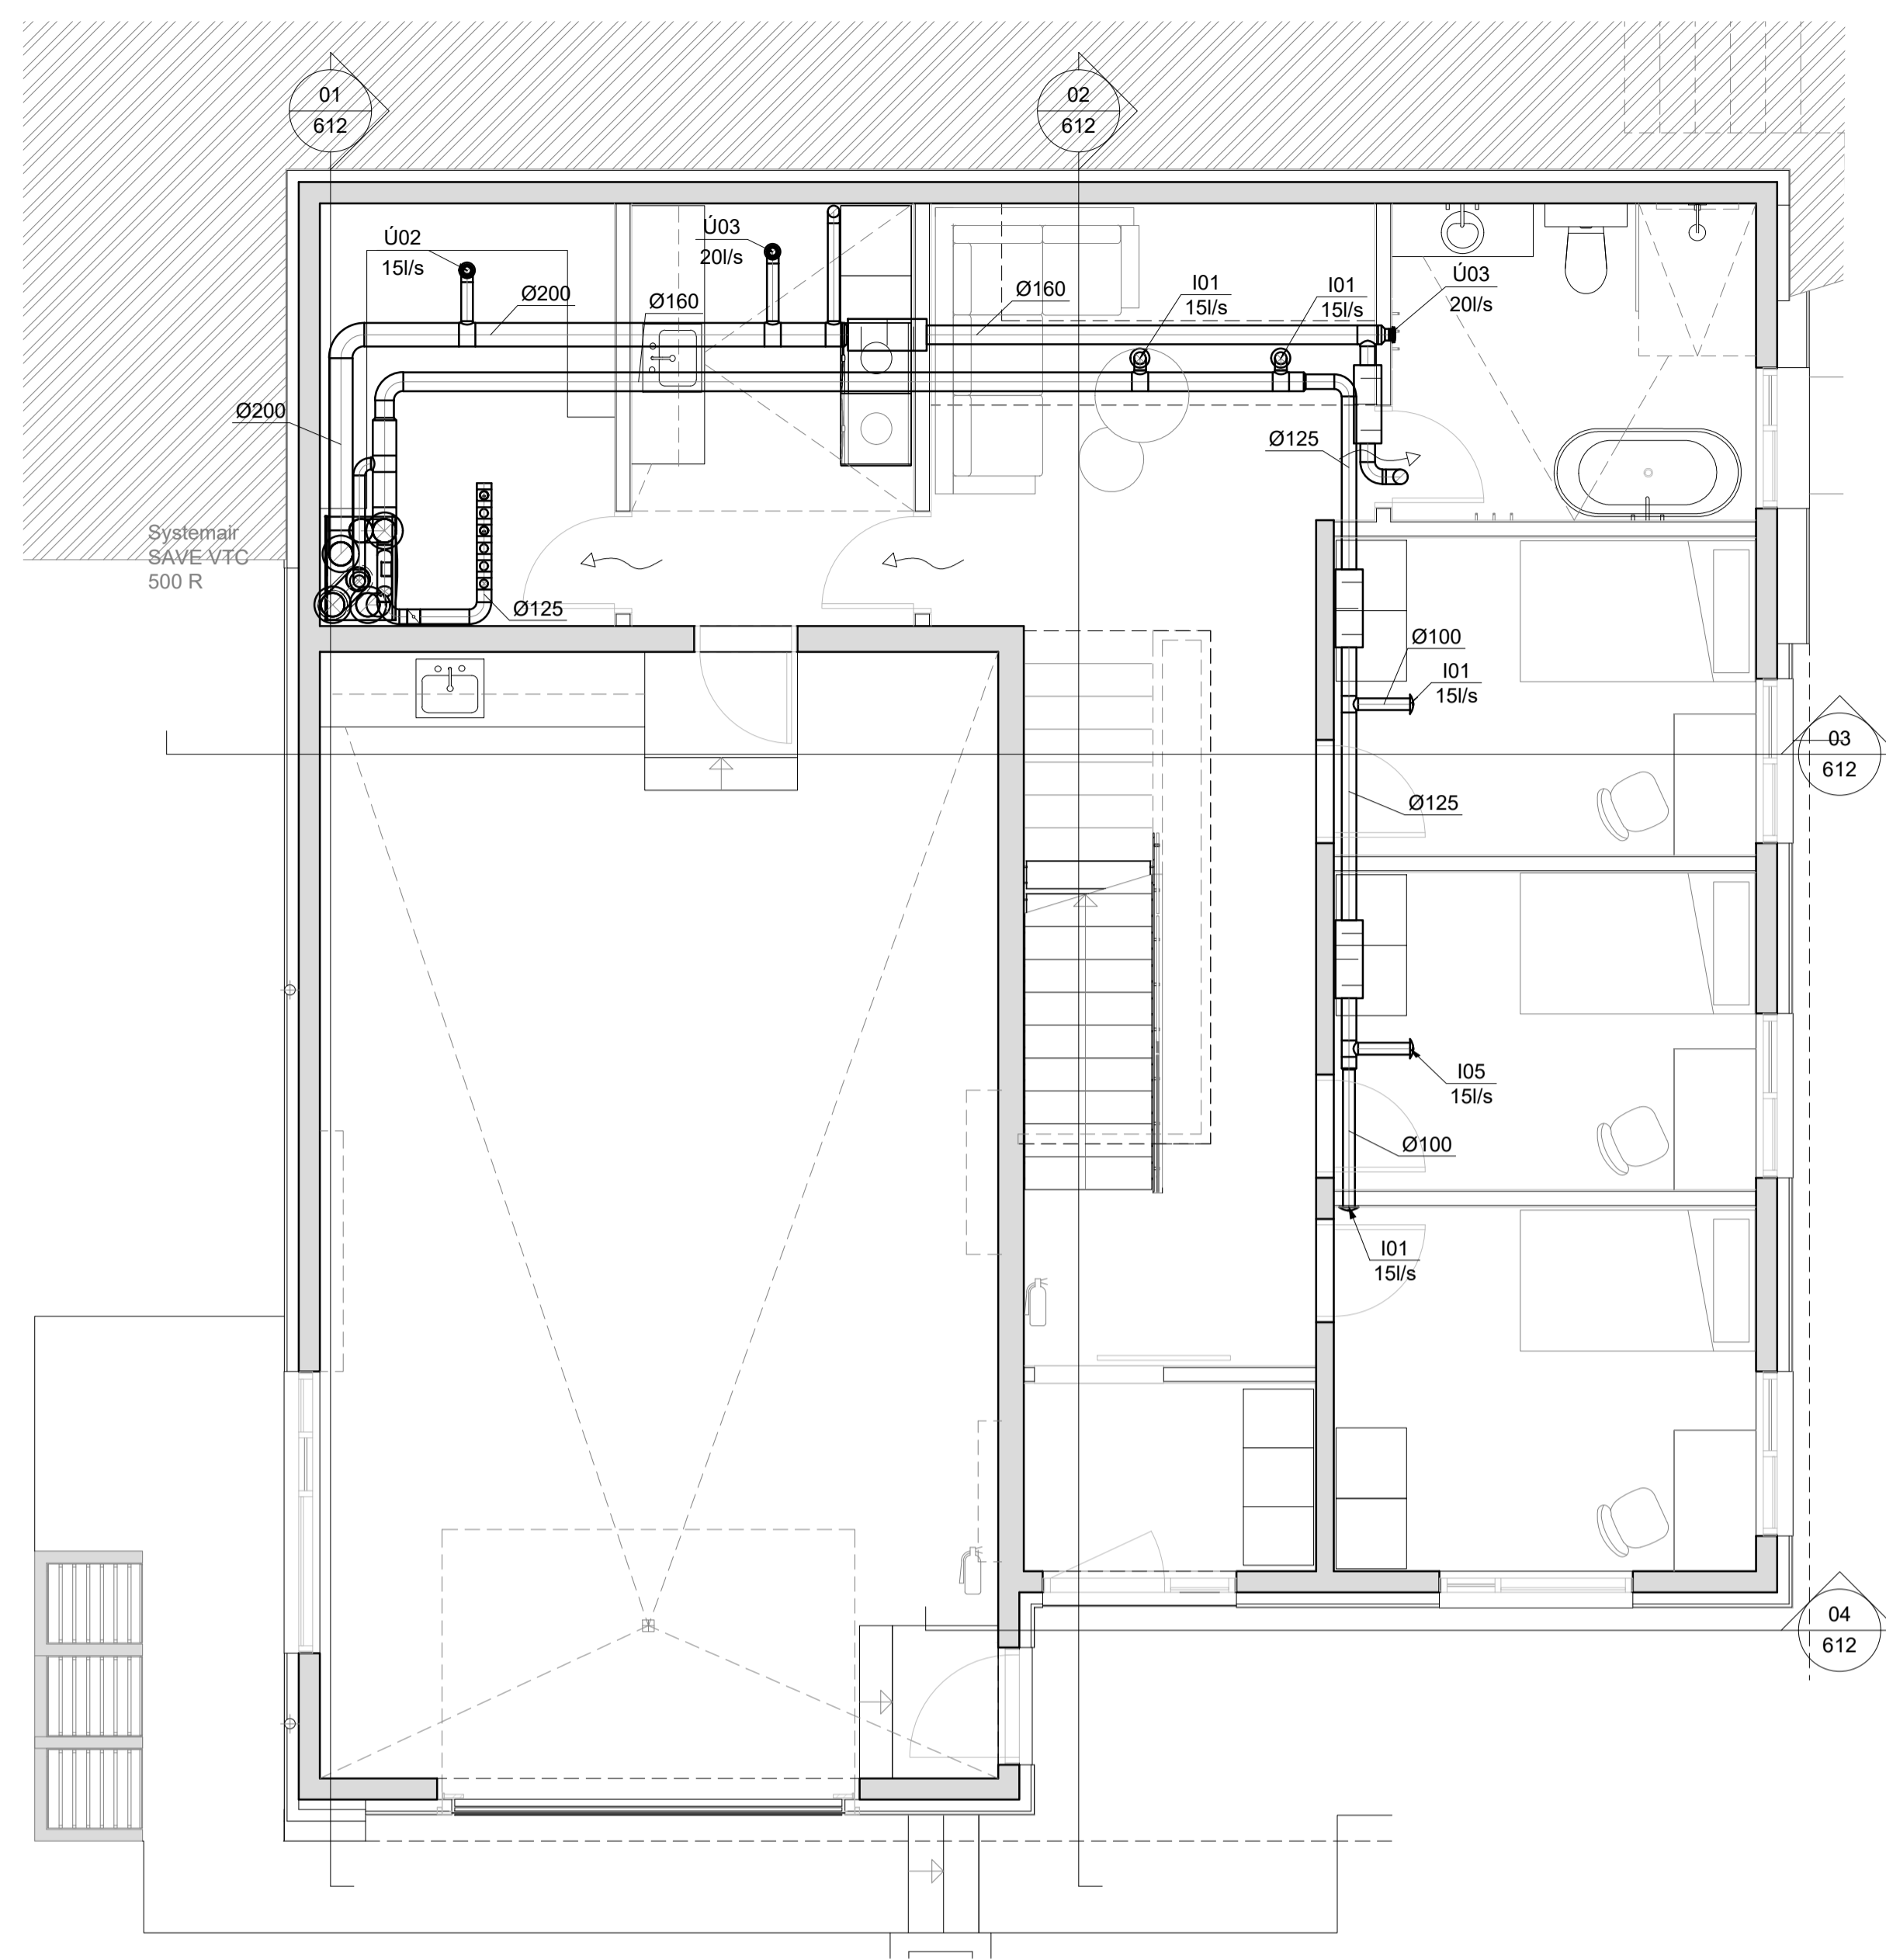 01
612
02
612
Ú02
15l/s
Ú03
20l/s
Ø200
Ø160
Ø160
I01
15l/s
I01
15l/s
Ú03
20l/s
Ø200
Ø125
Systemair
SAVE VTC
500 R
Ø125
Ø100
I01
15l/s
03
612
Ø125
I05
15l/s
Ø100
I01
15l/s
04
612